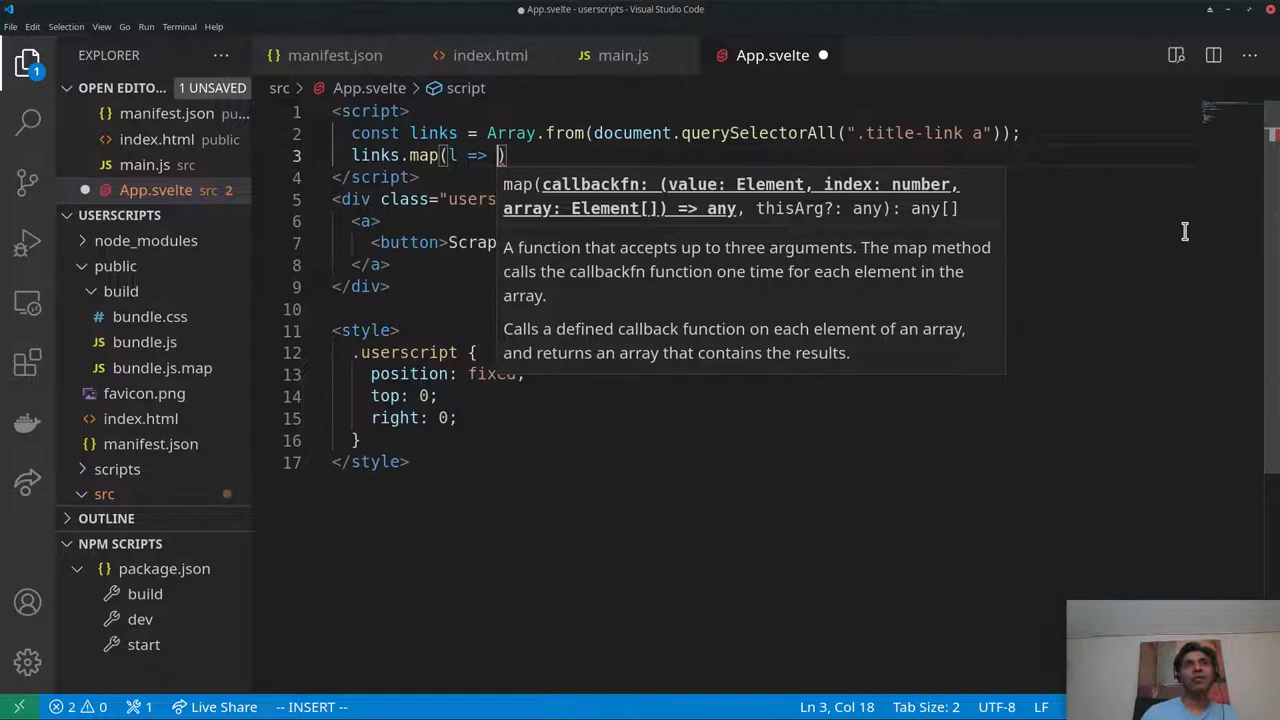 ● App.svelte - userscripts - Visual Studio Code
File Edit Selection View Go Run Terminal Help
EXPLORER
manifest.json
index.html
JS main.js
App.svelte
OPEN EDITO... 1 UNSAVED
src > App.svelte > script
{} manifest.json pu...
<> index.html public
JS main.js src
App.svelte src 2
USERSCRIPTS
node_modules
public
build
# bundle.css
JS bundle.js
{} bundle.js.map
favicon.png
<> index.html
{} manifest.json
scripts
src
OUTLINE
NPM SCRIPTS
{} package.json
build
dev
start
1
1 <script>
2 const links = Array.from(document.querySelectorAll(".title-link a"));
3 links.map(l => )
4 </script>
5 <div class="users
6 <a>
7 <button>Scrap
8 </a>
9 </div>
10
11 <style>
12 .userscript {
13 position: fixed;
14 top: 0;
15 right: 0;
16 }
17 </style>
map(callbackfn: (value: Element, index: number,
array: Element[]) => any, thisArg?: any): any[]
A function that accepts up to three arguments. The map method
calls the callbackfn function one time for each element in the
array.
Calls a defined callback function on each element of an array,
and returns an array that contains the results.
2 0 1 Live Share -- INSERT -- Ln 3, Col 18 Tab Size: 2 UTF-8 LF